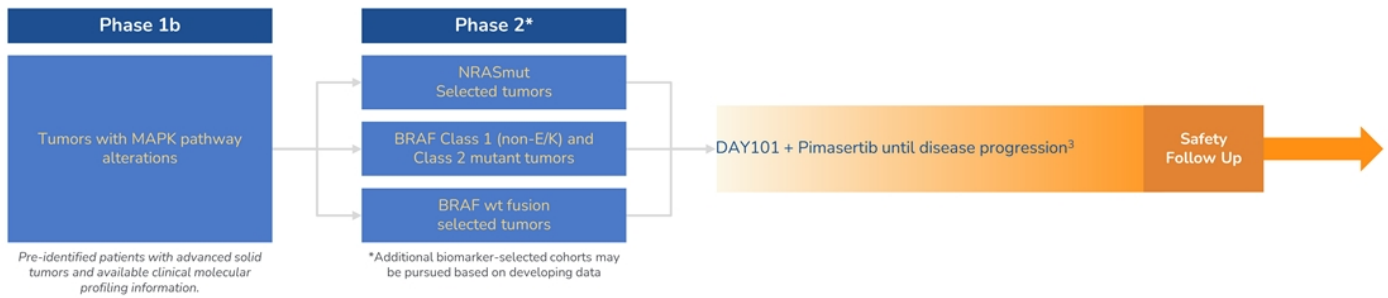 Phase 1b
Tumors with MAPK pathway
alterations
Pre-identified patients with advanced solid
tumors and available clinical molecular
profiling information.
Phase 2*
NRASmut
Selected tumors
BRAF Class 1 (non-E/K) and
Class 2 mutant tumors
BRAF wt fusion
selected tumors
*Additional biomarker-selected cohorts may
be pursued based on developing data
DAY101 + Pimasertib until disease progression³
Safety
Follow Up